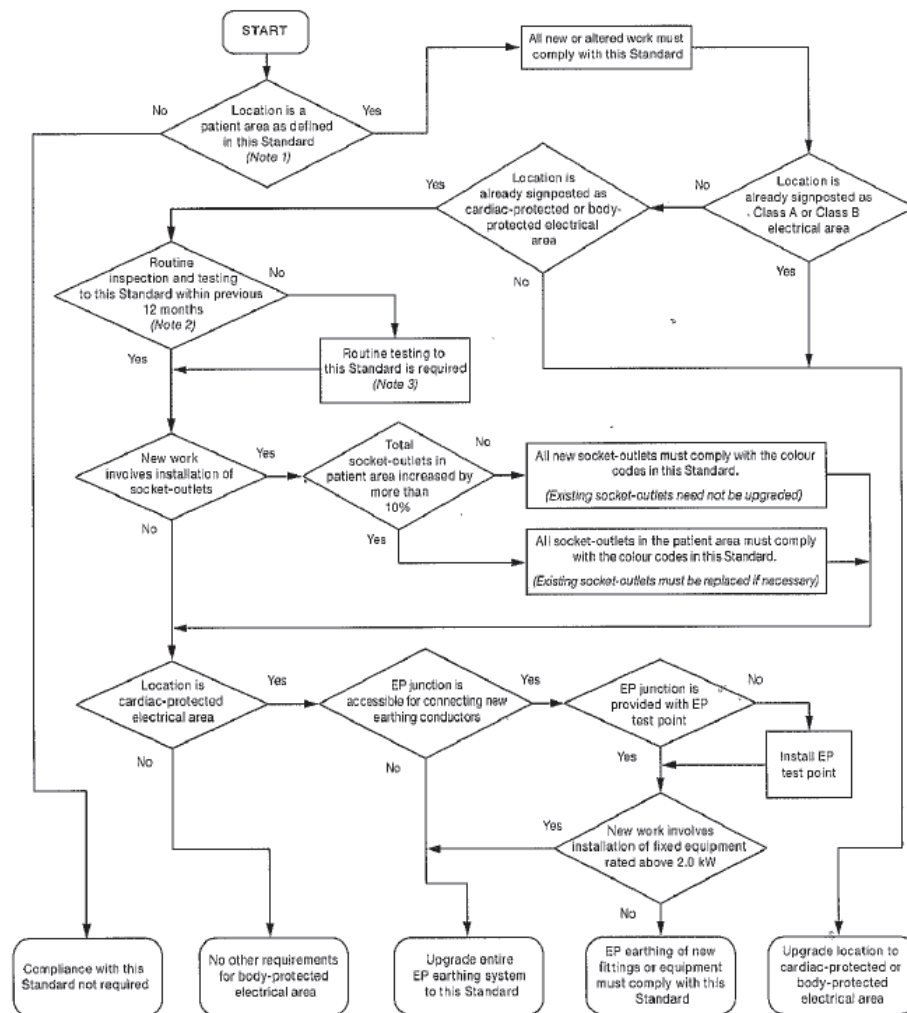 START
All new or altered work must
comply with this Standard
No
Location is a
patient area as defined
in this Standard
(Note 1)
Yes
Location is
already signposted as
Class A or Class B
electrical area
No
Yes
Location is
already signposted as
cardiac-protected or body-
protected electrical
area
Yes
No
Routine
inspection and testing
to this Standard within previous
12 months
(Note 2)
No
Yes
Routine testing to
this Standard is required
(Note 3)
New work
involves installation of
socket-outlets
Yes
No
Total
socket-outlets in
patient area increased by
more than
10%
No
Yes
All new socket-outlets must comply with the colour
codes in this Standard.
(Existing socket-outlets need not be upgraded)
All socket-outlets in the patient area must comply
with the colour codes in this Standard.
(Existing socket-outlets must be replaced if necessary)
Location is
cardiac-protected
electrical area
Yes
No
EP junction is
accessible for connecting new
earthing conductors
Yes
No
EP junction is
provided with EP
test point
No
Yes
Install EP
test point
New work involves
installation of fixed equipment
rated above 2.0 kW
Yes
No
Compliance with this
Standard not required
No other requirements
for body-protected
electrical area
Upgrade entire
EP earthing system
to this Standard
EP earthing of new
fittings or equipment
must comply with this
Standard
Upgrade location to
cardiac-protected or
body-protected
electrical area